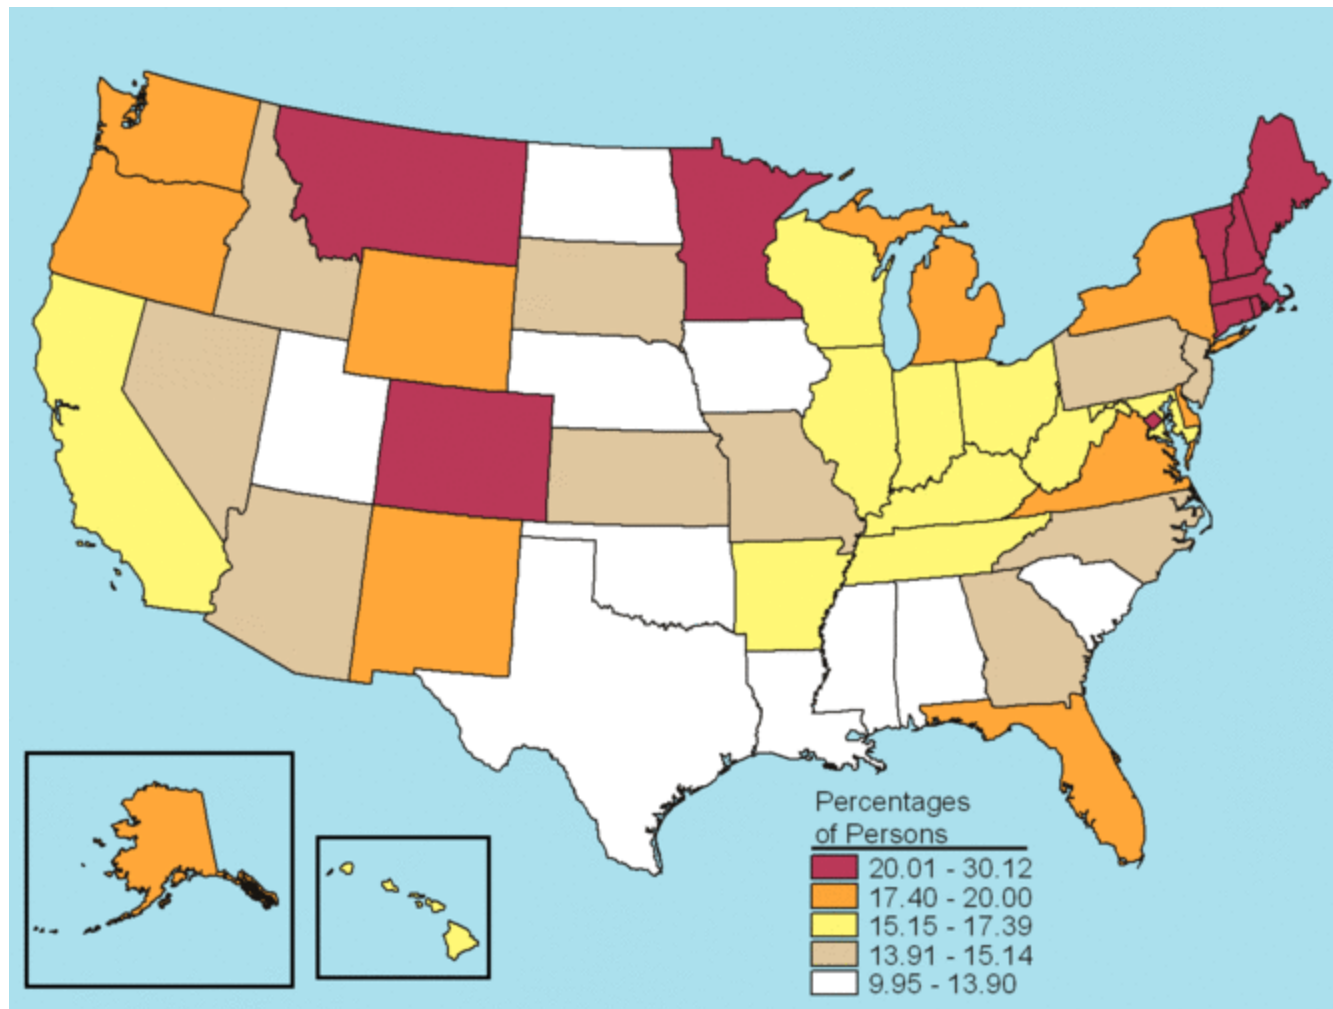 Percentages
of Persons
20.01 - 30.12
17.40 - 20.00
15.15 - 17.39
13.91 - 15.14
9.95 - 13.90